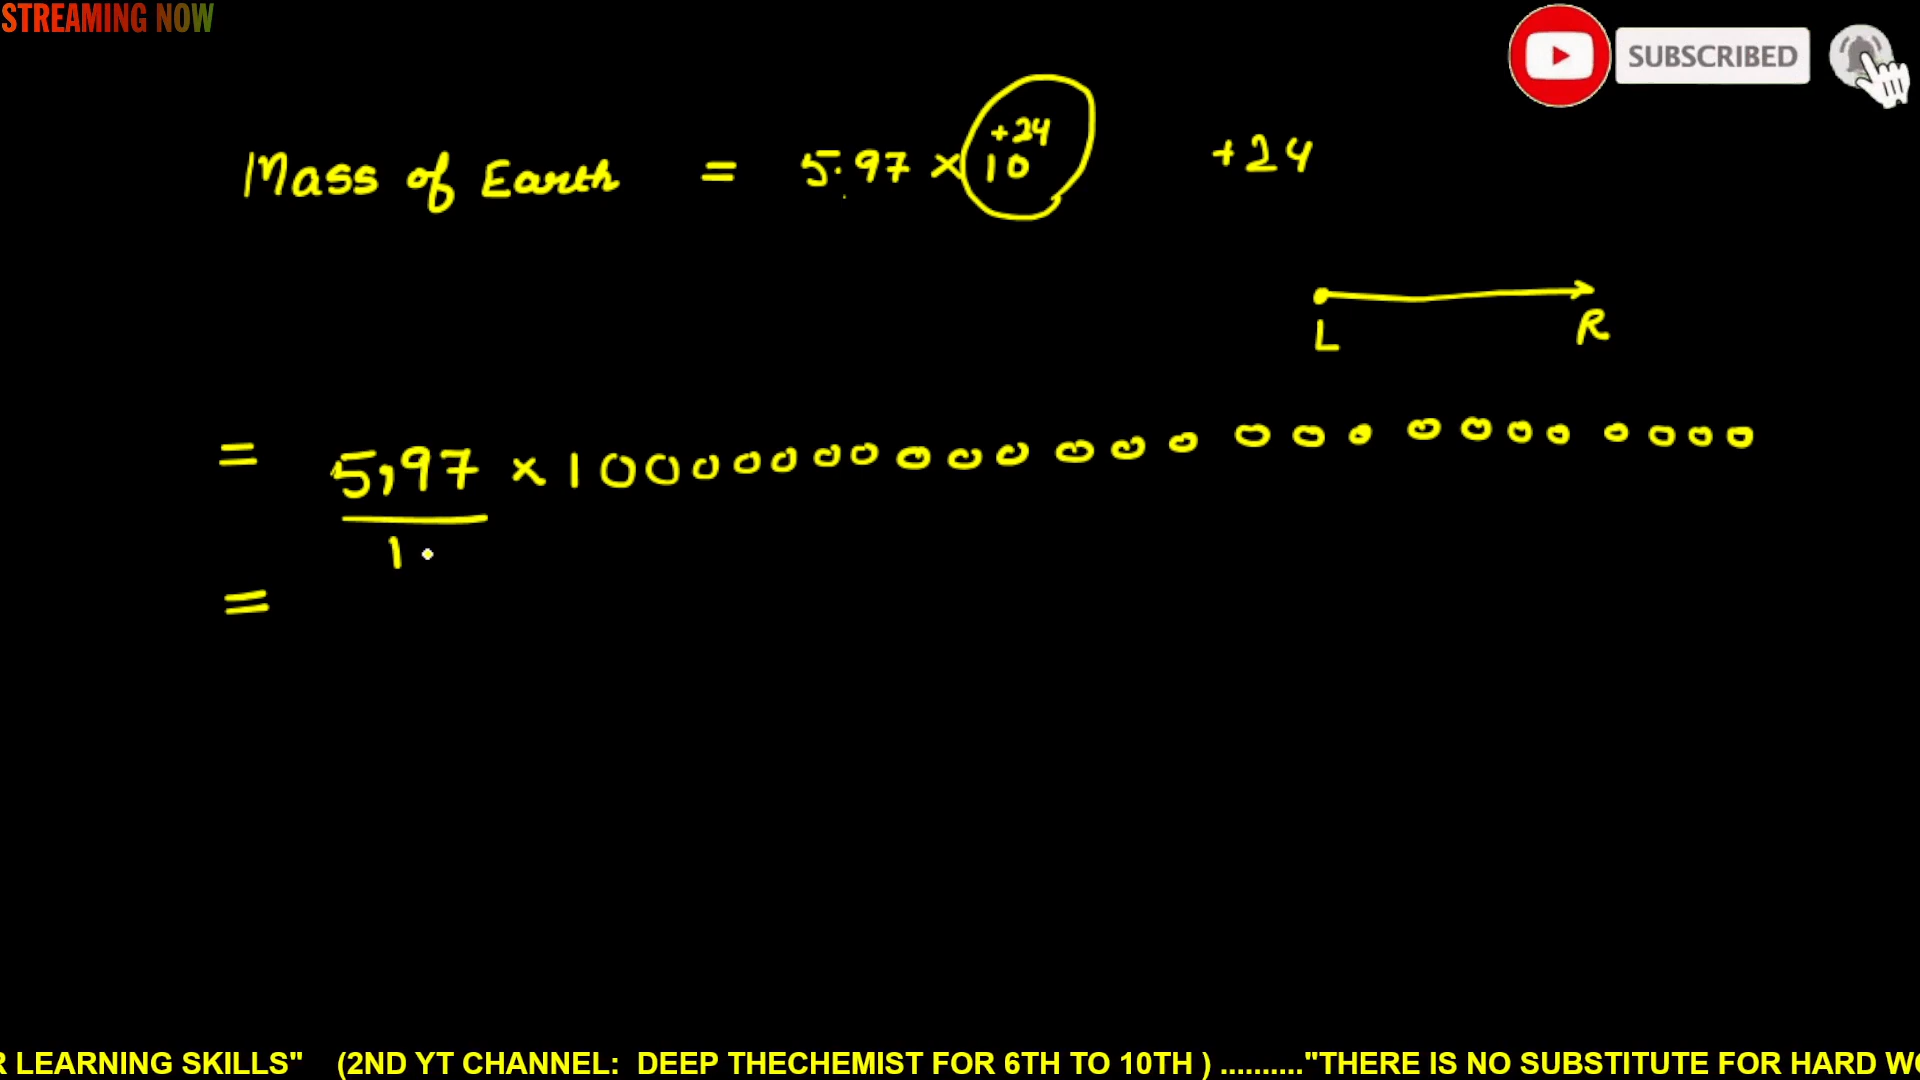 STREAMING NOW
SUBSCRIBED
Mass of Earth = 5.97 × 10+24 +24
L R
= 5,97 × 1000000000000000000000000
1
=
R LEARNING SKILLS" (2ND YT CHANNEL: DEEP THECHEMIST FOR 6TH TO 10TH ) .........."THERE IS NO SUBSTITUTE FOR HARD WO